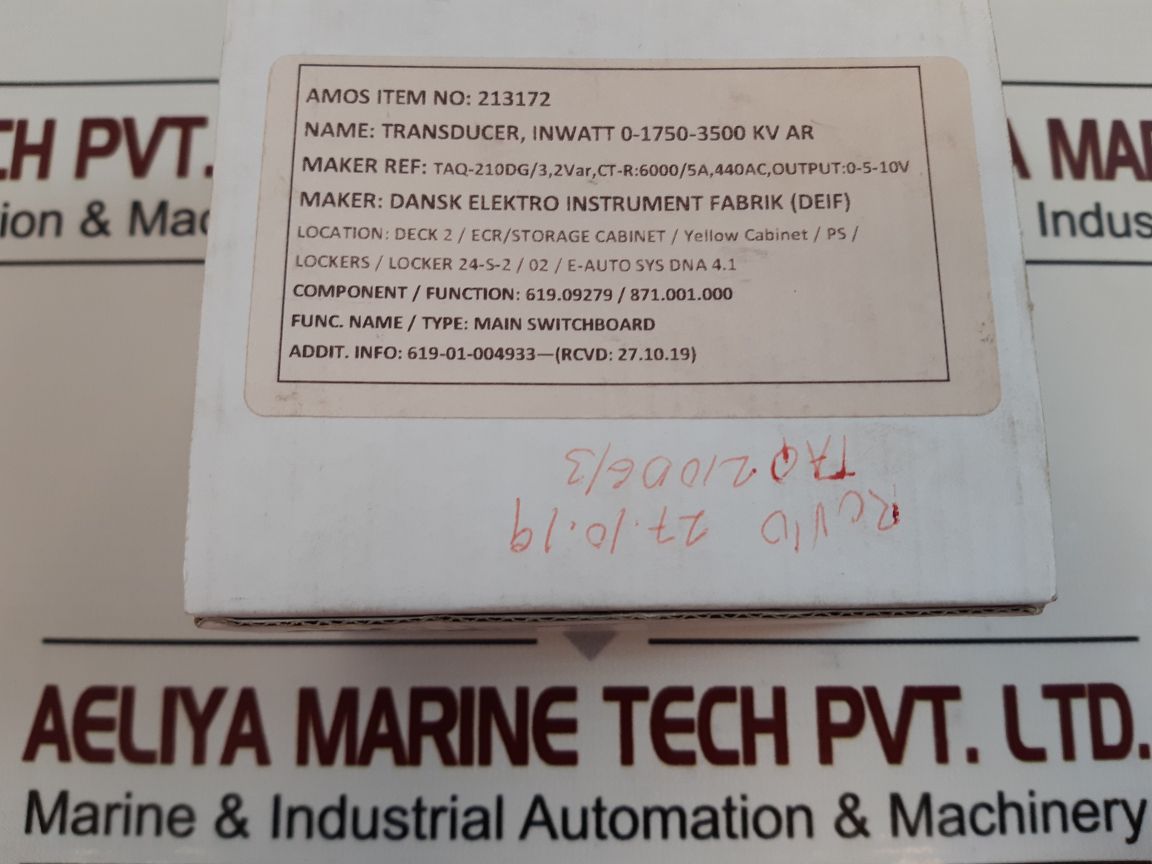 CH PVT.
ion & Mac
A MAR
Indus
AMOS ITEM NO: 213172
NAME: TRANSDUCER, INWATT 0-1750-3500 KV AR
MAKER REF: TAQ-210DG/3,2Var,CT-R:6000/5A,440AC,OUTPUT:0-5-10V
MAKER: DANSK ELEKTRO INSTRUMENT FABRIK (DEIF)
LOCATION: DECK 2 / ECR/STORAGE CABINET / Yellow Cabinet / PS /
LOCKERS / LOCKER 24-S-2 / 02 / E-AUTO SYS DNA 4.1
COMPONENT / FUNCTION: 619.09279 / 871.001.000
FUNC. NAME / TYPE: MAIN SWITCHBOARD
ADDIT. INFO: 619-01-004933—(RCVD: 27.10.19)
RCVD 27.10.19
TAQ 210DG/3
AELIYA MARINE TECH PVT. LTD.
Marine & Industrial Automation & Machinery